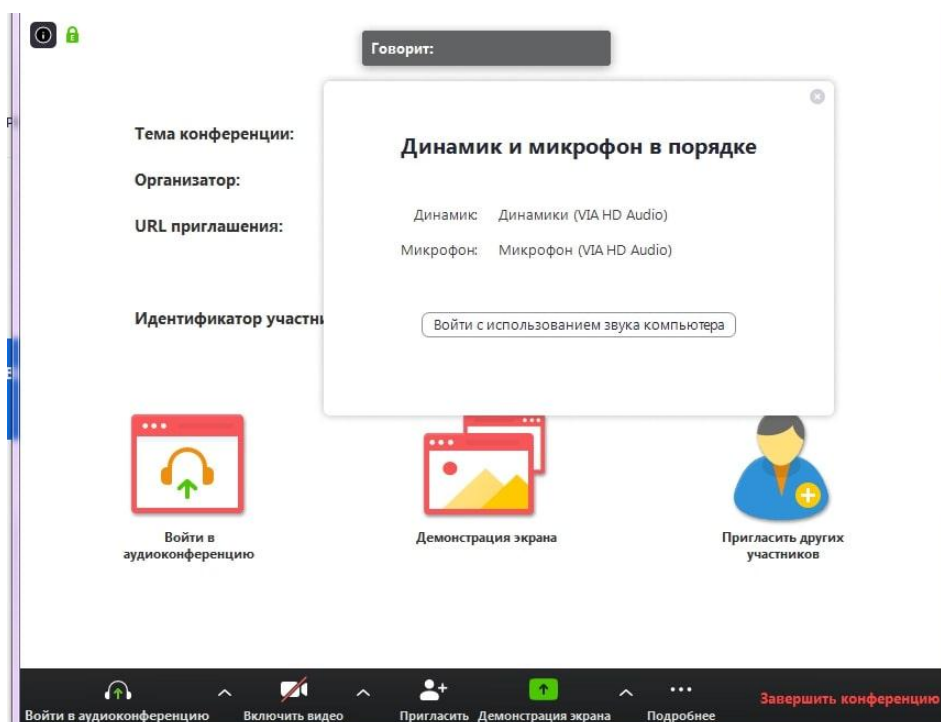 Говорит:
Тема конференции:
Организатор:
URL приглашения:
Идентификатор участни
Динамик и микрофон в порядке
Динамик: Динамики (VIA HD Audio)
Микрофон: Микрофон (VIA HD Audio)
Войти с использованием звука компьютера
Войти в
аудиоконференцию
Демонстрация экрана
Пригласить других
участников
Войти в аудиоконференцию Включить видео Пригласить Демонстрация экрана Подробнее Завершить конференцию